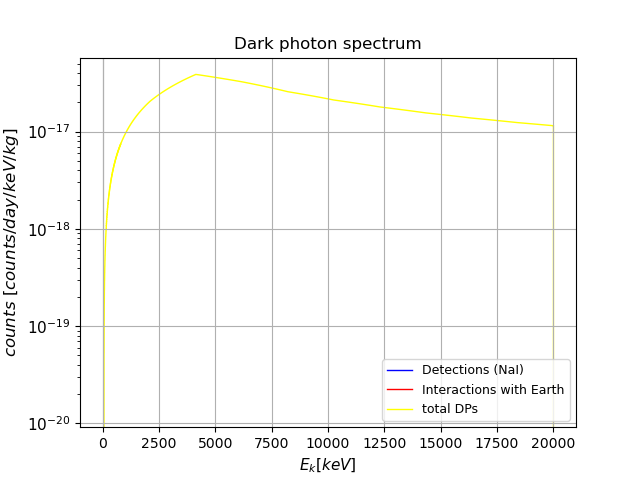 Dark photon spectrum
counts [counts/day/keV/kg]
10⁻¹⁷
10⁻¹⁸
10⁻¹⁹
10⁻²⁰
Detections (NaI)
Interactions with Earth
total DPs
0 2500 5000 7500 10000 12500 15000 17500 20000
Eₖ[keV]